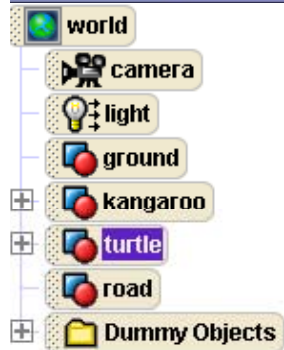 world
camera
light
ground
kangaroo
turtle
road
Dummy Objects